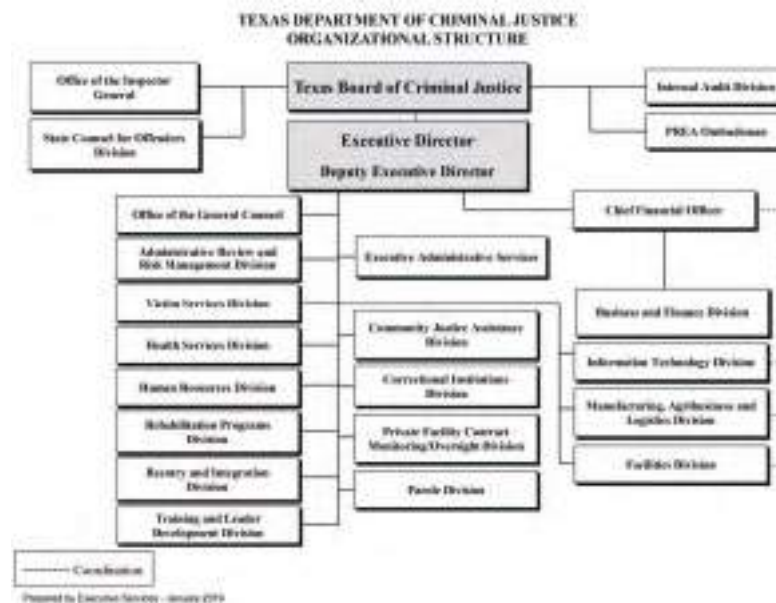 TEXAS DEPARTMENT OF CRIMINAL JUSTICE
ORGANIZATIONAL STRUCTURE
Office of the Inspector
General
Texas Board of Criminal Justice
Internal Audit Division
State Counsel for Offenders
Division
PREA Ombudsman
Executive Director
Deputy Executive Director
Office of the General Counsel
Chief Financial Officer
Administrative Review and
Risk Management Division
Executive Administrative Services
Victim Services Division
Business and Finance Division
Community Justice Assistance
Division
Health Services Division
Information Technology Division
Human Resources Division
Correctional Institutions
Division
Manufacturing, Agribusiness and
Logistics Division
Rehabilitation Programs
Division
Private Facility Contract
Monitoring/Oversight Division
Facilities Division
Reentry and Integration
Division
Parole Division
Training and Leader
Development Division
Coordination
Prepared by Executive Services - January 2019